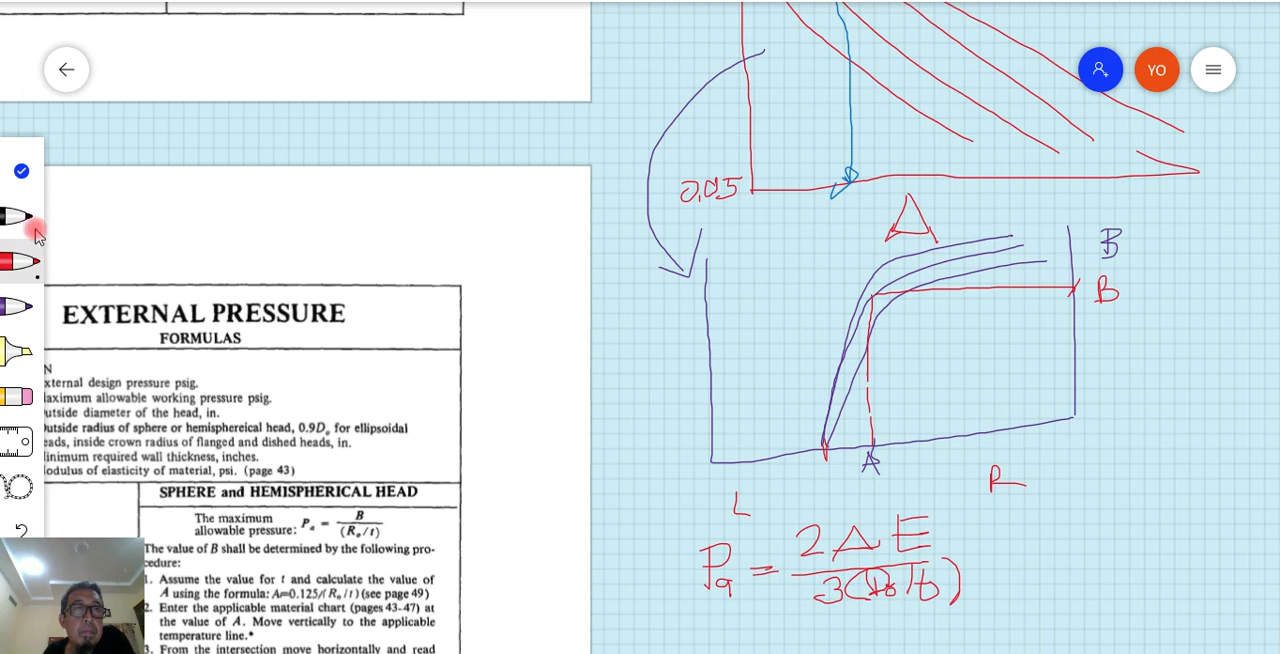 YO
EXTERNAL PRESSURE
FORMULAS
N
xternal design pressure psig.
aximum allowable working pressure psig.
utside diameter of the head, in.
utside radius of sphere or hemisphereical head, 0.9Do for ellipsoidal
eads, inside crown radius of flanged and dished heads, in.
inimum required wall thickness, inches.
odulus of elasticity of material, psi. (page 43)
SPHERE and HEMISPHERICAL HEAD
The maximum
allowable pressure: Pa = B/(Ro/t)
The value of B shall be determined by the following pro-
cedure:
1. Assume the value for t and calculate the value of
A using the formula: A=0.125/(Ro/t) (see page 49)
2. Enter the applicable material chart (pages 43-47) at
the value of A. Move vertically to the applicable
temperature line.*
3. From the intersection move horizontally and read
0,05
A
B
B
A
R
L
Pa = 2AE/3(Do/t)